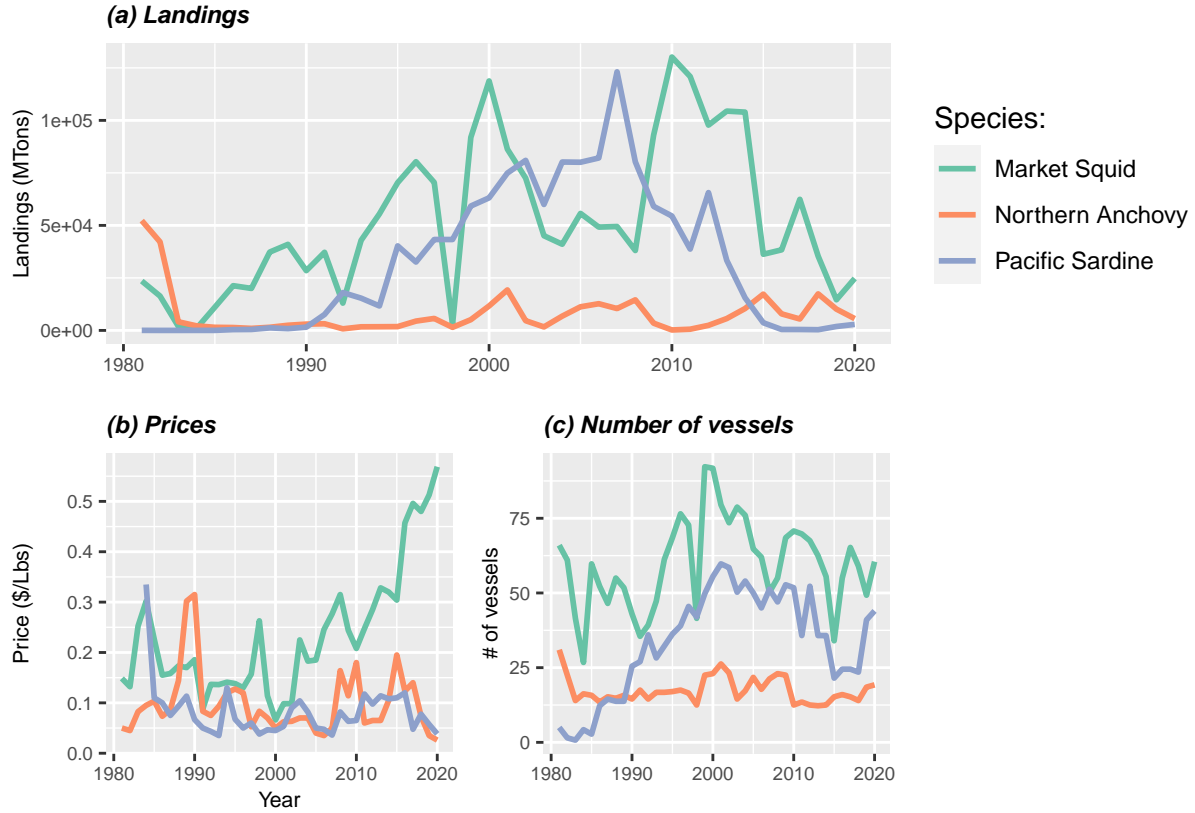 (a) Landings
Landings (MTons)
1e+05
5e+04
0e+00
1980 1990 2000 2010 2020
Species:
Market Squid
Northern Anchovy
Pacific Sardine
(b) Prices
Price ($/Lbs)
0.5
0.4
0.3
0.2
0.1
0.0
1980 1990 2000 2010 2020
Year
(c) Number of vessels
# of vessels
75
50
25
0
1980 1990 2000 2010 2020